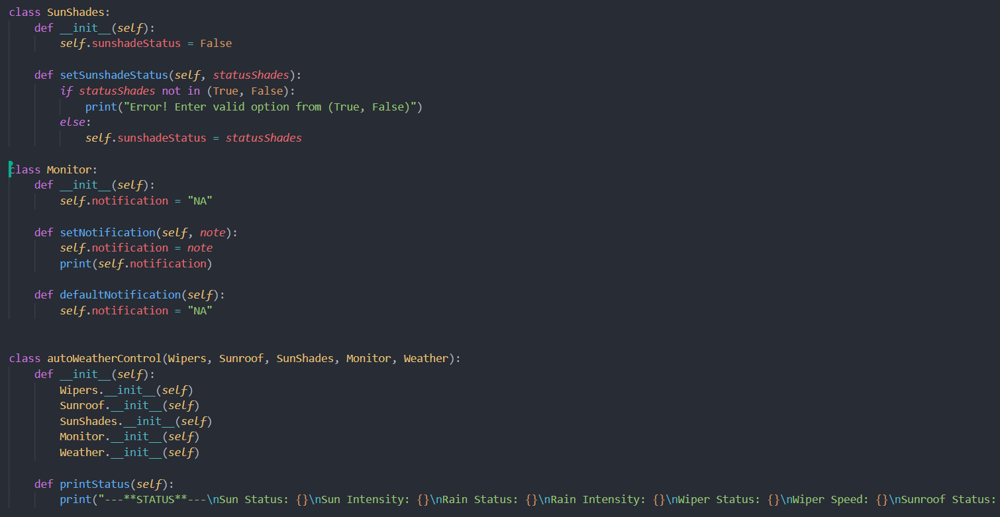 class SunShades:
    def __init__(self):
        self.sunshadeStatus = False
    def setSunshadeStatus(self, statusShades):
        if statusShades not in (True, False):
            print("Error! Enter valid option from (True, False)")
        else:
            self.sunshadeStatus = statusShades
class Monitor:
    def __init__(self):
        self.notification = "NA"
    def setNotification(self, note):
        self.notification = note
        print(self.notification)
    def defaultNotification(self):
        self.notification = "NA"
class autoWeatherControl(Wipers, Sunroof, SunShades, Monitor, Weather):
    def __init__(self):
        Wipers.__init__(self)
        Sunroof.__init__(self)
        SunShades.__init__(self)
        Monitor.__init__(self)
        Weather.__init__(self)
    def printStatus(self):
        print("---**STATUS**---\nSun Status: {}\nSun Intensity: {}\nRain Status: {}\nRain Intensity: {}\nWiper Status: {}\nWiper Speed: {}\nSunroof Status: